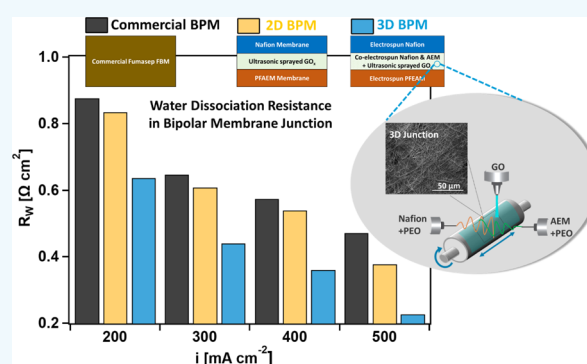 Commercial BPM 2D BPM 3D BPM
Commercial Fumasep FBM
Nafion Membrane
Ultrasonic sprayed GOₓ
PFAEM Membrane
Electrospun Nafion
Co-electrospun Nafion & AEM
+ Ultrasonic sprayed GOₓ
Electrospun PFEAM
Water Dissociation Resistance
in Bipolar Membrane Junction
3D Junction
50 µm
GO
Nafion
+PEO
AEM
+PEO
R_W [Ω cm²]
1.0
0.8
0.6
0.4
0.2
200 300 400 500
i [mA cm⁻²]